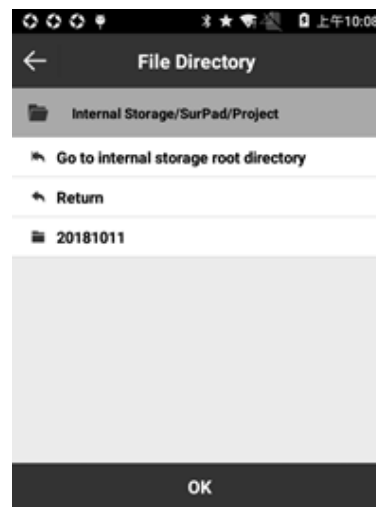 上午10:08
File Directory
Internal Storage/SurPad/Project
Go to internal storage root directory
Return
20181011
OK